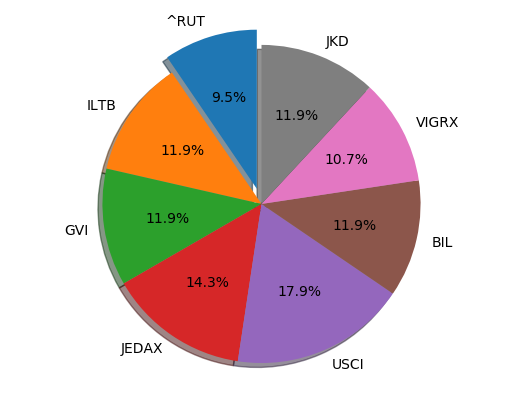 ^RUT
9.5%
JKD
11.9%
VIGRX
10.7%
BIL
11.9%
USCI
17.9%
JEDAX
14.3%
GVI
11.9%
ILTB
11.9%